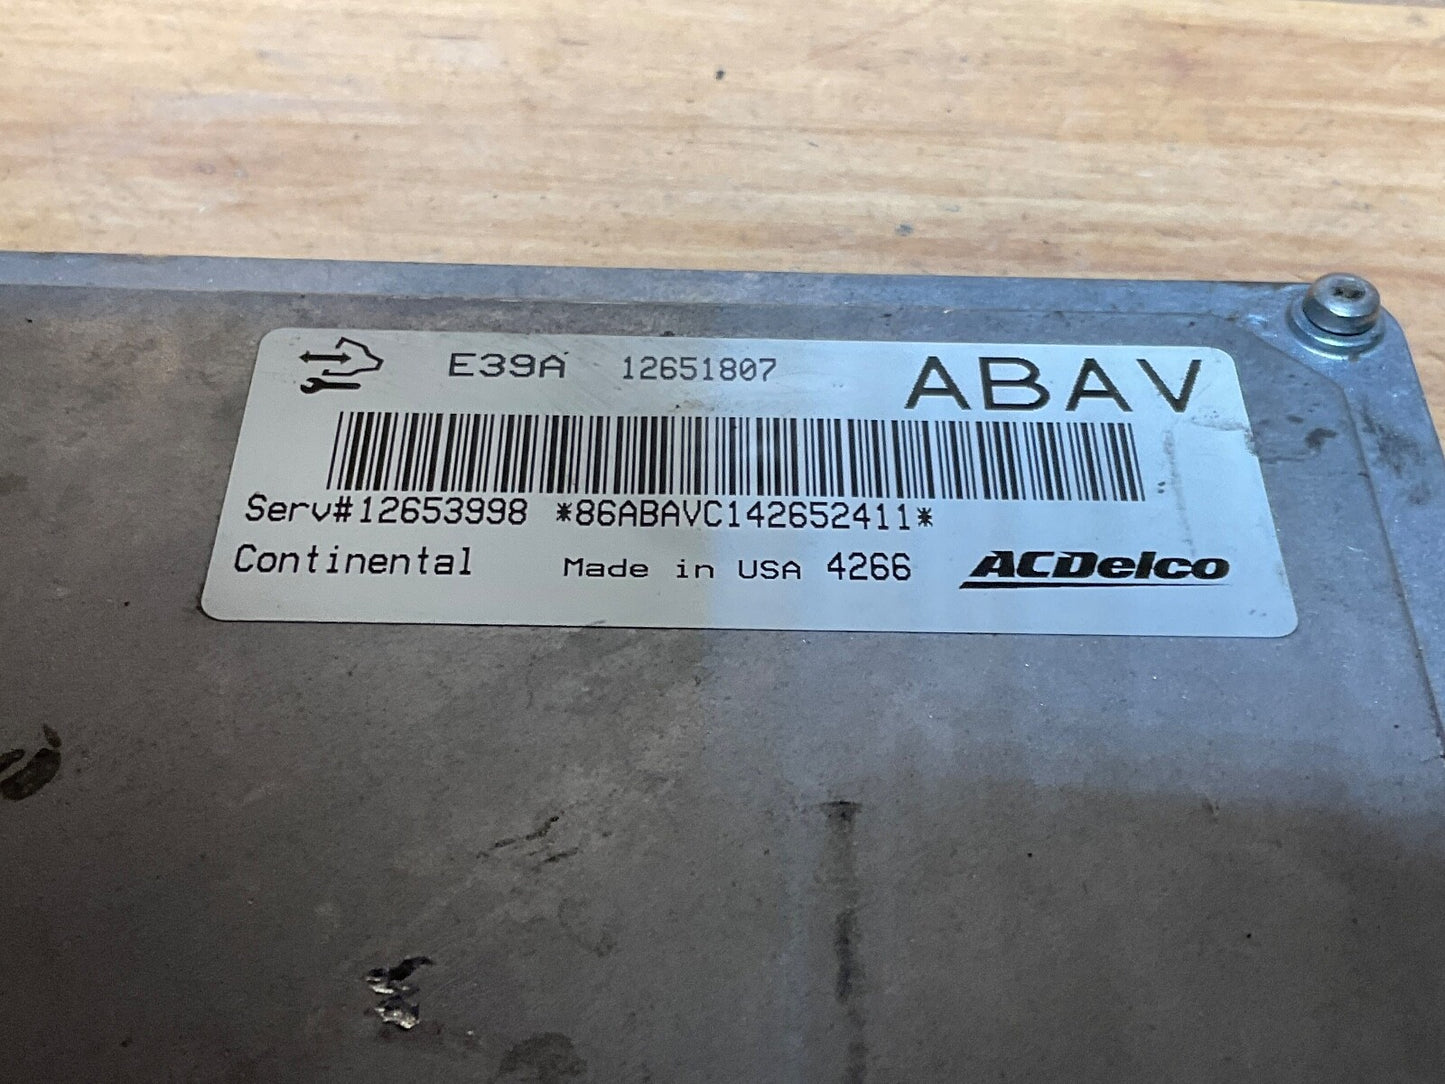 E39A 12651807 ABAV
Serv#12653998 *86ABAVC142652411*
Continental Made in USA 4266 ACDelco